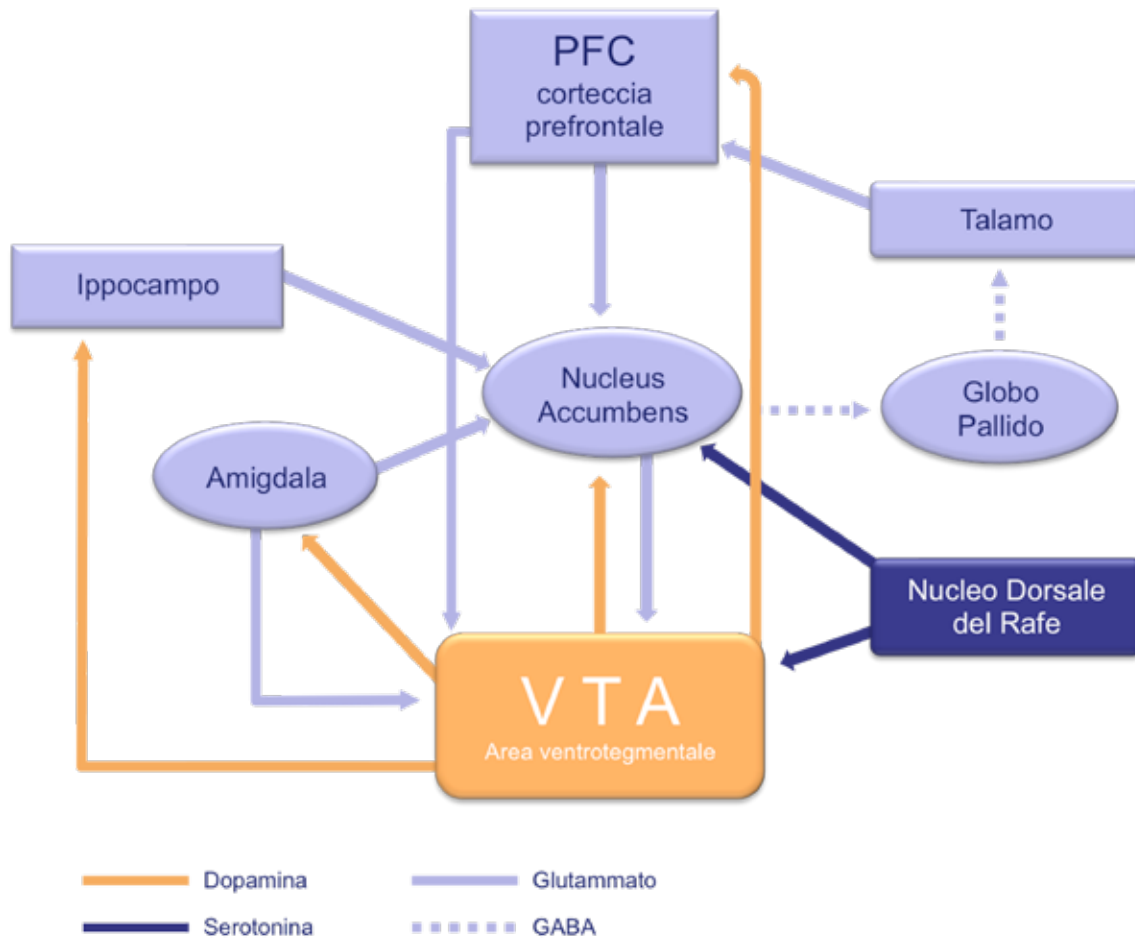 PFC
corteccia
prefrontale
Talamo
Ippocampo
Nucleus
Accumbens
Globo
Pallido
Amigdala
Nucleo Dorsale
del Rafe
VTA
Area ventrotegmentale
Dopamina
Glutammato
Serotonina
GABA